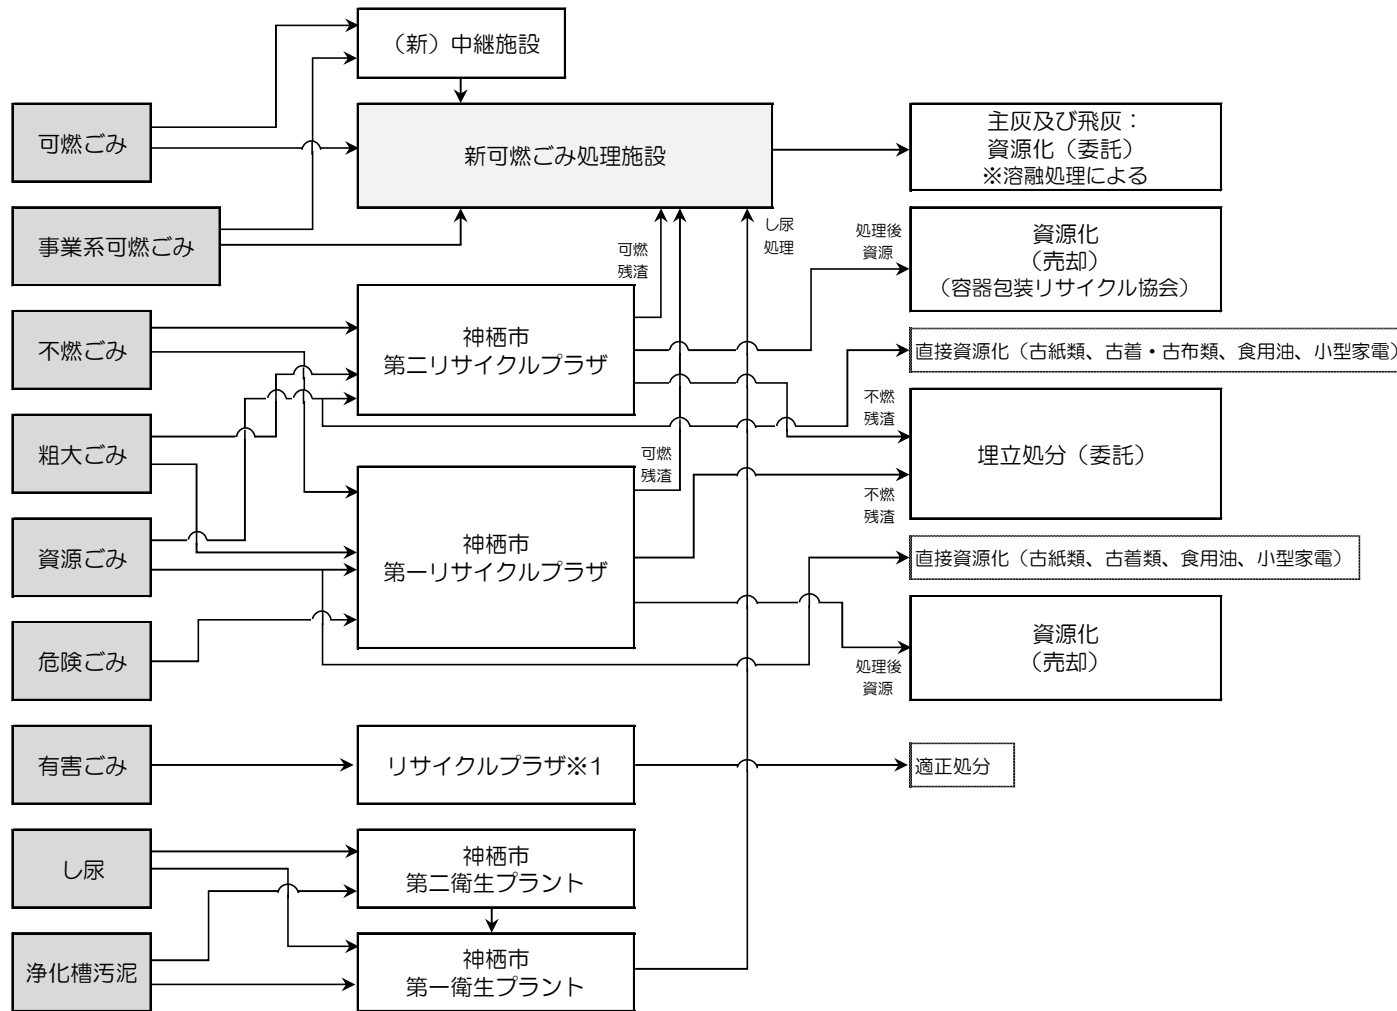 （新）中継施設
可燃ごみ
新可燃ごみ処理施設
主灰及び飛灰：
資源化（委託）
※溶融処理による
事業系可燃ごみ
可燃
残渣
し尿
処理
処理後
資源
資源化
（売却）
（容器包装リサイクル協会）
不燃ごみ
神栖市
第二リサイクルプラザ
直接資源化（古紙類、古着・古布類、食用油、小型家電）
不燃
残渣
粗大ごみ
可燃
残渣
埋立処分（委託）
不燃
残渣
資源ごみ
神栖市
第一リサイクルプラザ
直接資源化（古紙類、古着類、食用油、小型家電）
危険ごみ
処理後
資源
資源化
（売却）
有害ごみ
リサイクルプラザ※1
適正処分
し尿
神栖市
第二衛生プラント
浄化槽汚泥
神栖市
第一衛生プラント